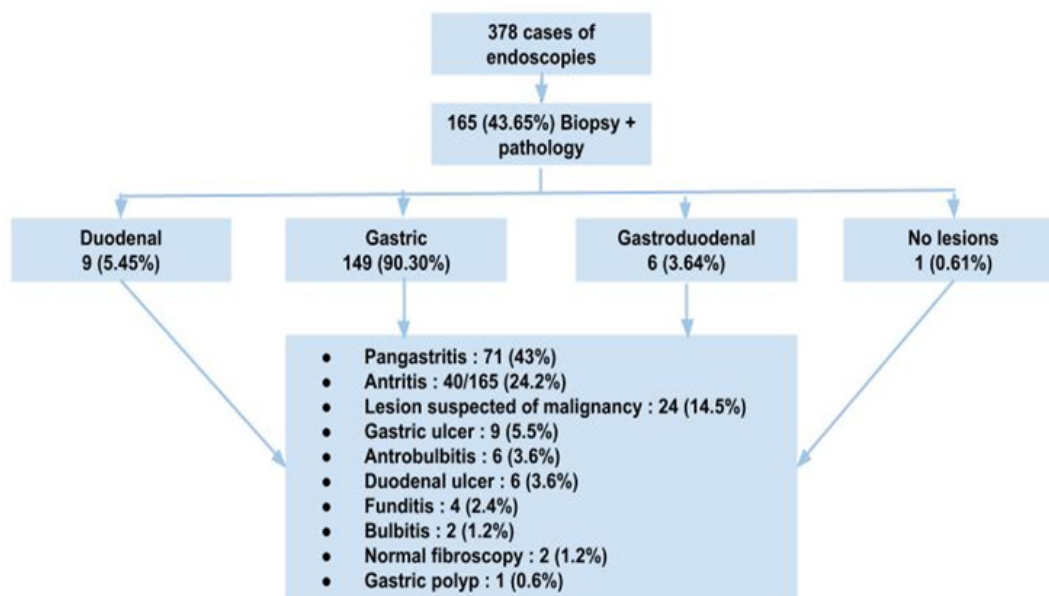 378 cases of
endoscopies
165 (43.65%) Biopsy +
pathology
Duodenal
9 (5.45%)
Gastric
149 (90.30%)
Gastroduodenal
6 (3.64%)
No lesions
1 (0.61%)
● Pangastritis : 71 (43%)
● Antritis : 40/165 (24.2%)
● Lesion suspected of malignancy : 24 (14.5%)
● Gastric ulcer : 9 (5.5%)
● Antrobulbitis : 6 (3.6%)
● Duodenal ulcer : 6 (3.6%)
● Funditis : 4 (2.4%)
● Bulbitis : 2 (1.2%)
● Normal fibroscopy : 2 (1.2%)
● Gastric polyp : 1 (0.6%)